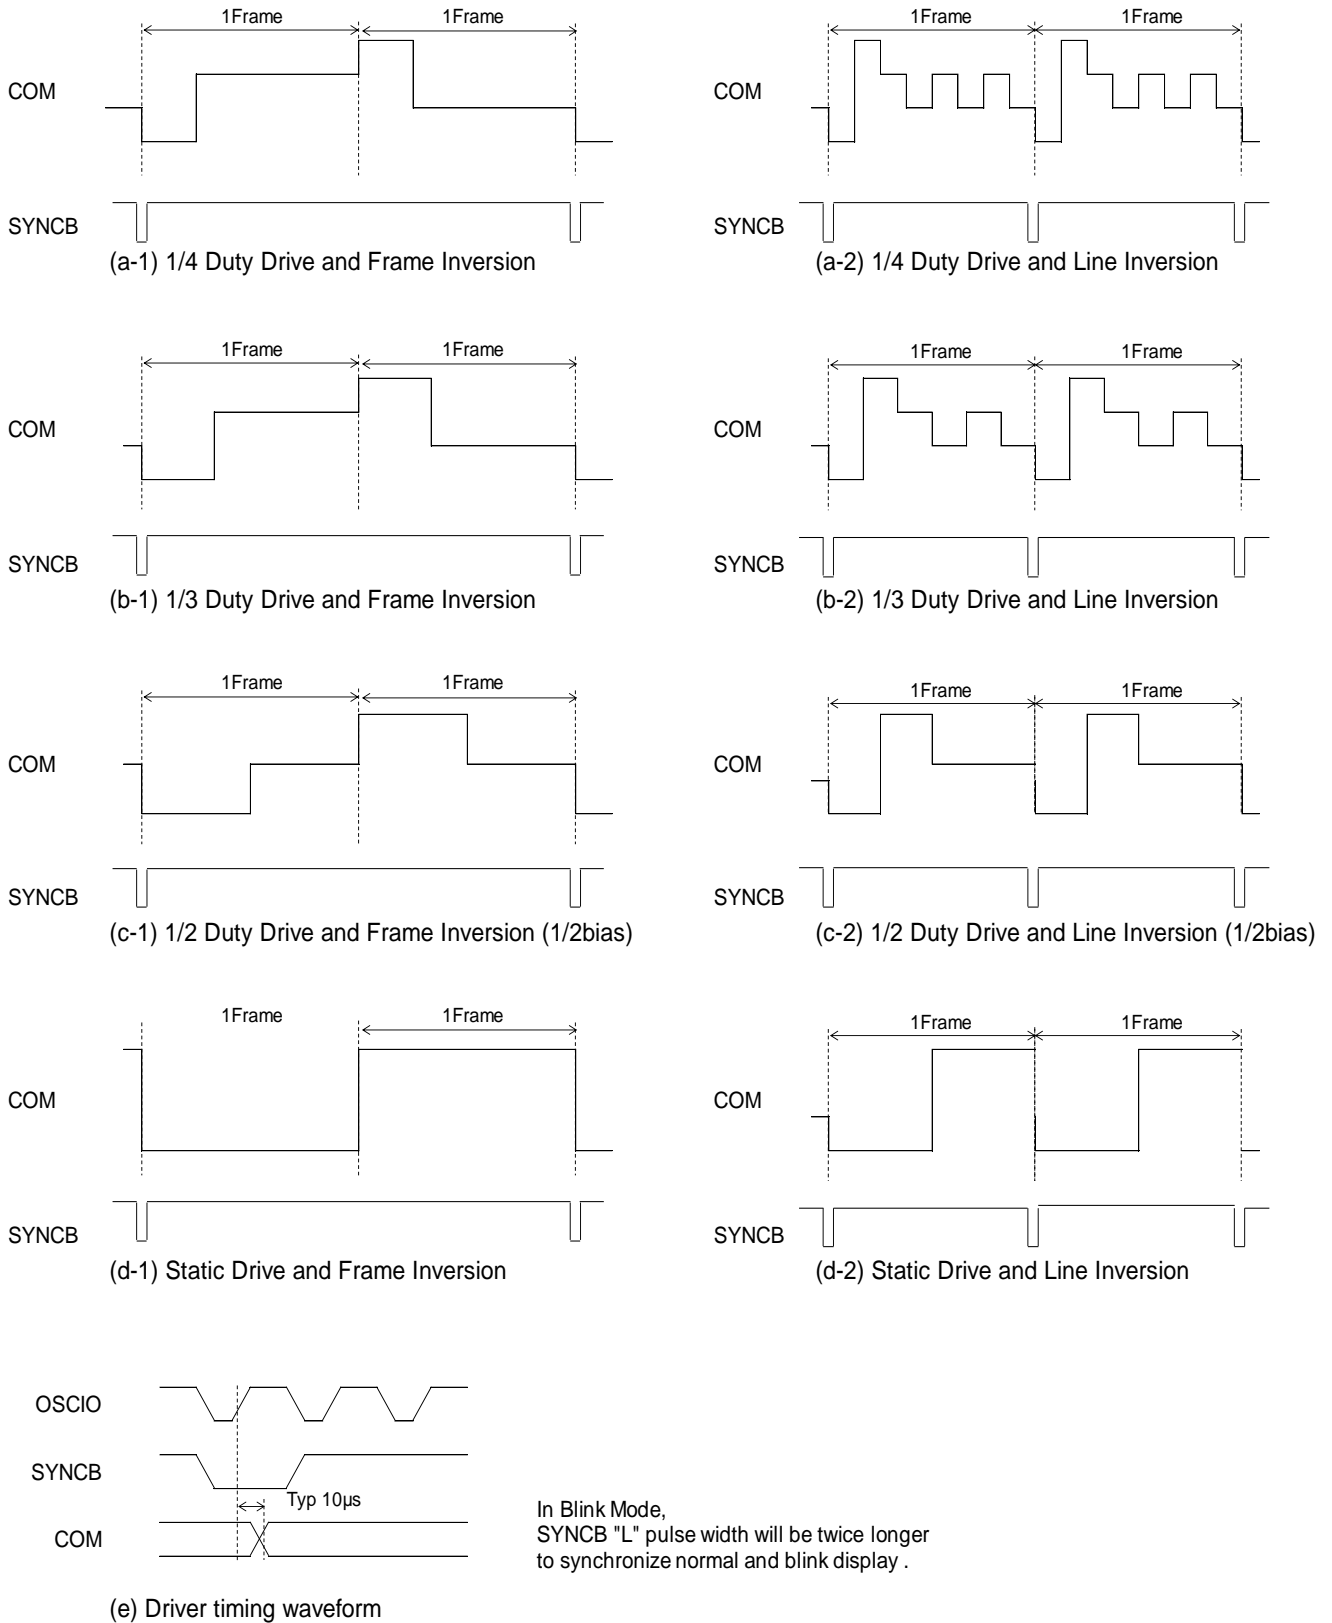 1Frame 1Frame
COM
SYNCB
(a-1) 1/4 Duty Drive and Frame Inversion
1Frame 1Frame
COM
SYNCB
(a-2) 1/4 Duty Drive and Line Inversion
1Frame 1Frame
COM
SYNCB
(b-1) 1/3 Duty Drive and Frame Inversion
1Frame 1Frame
COM
SYNCB
(b-2) 1/3 Duty Drive and Line Inversion
1Frame 1Frame
COM
SYNCB
(c-1) 1/2 Duty Drive and Frame Inversion (1/2bias)
1Frame 1Frame
COM
SYNCB
(c-2) 1/2 Duty Drive and Line Inversion (1/2bias)
1Frame 1Frame
COM
SYNCB
(d-1) Static Drive and Frame Inversion
1Frame 1Frame
COM
SYNCB
(d-2) Static Drive and Line Inversion
OSCIO
SYNCB
Typ 10µs
COM
In Blink Mode,
SYNCB "L" pulse width will be twice longer
to synchronize normal and blink display .
(e) Driver timing waveform